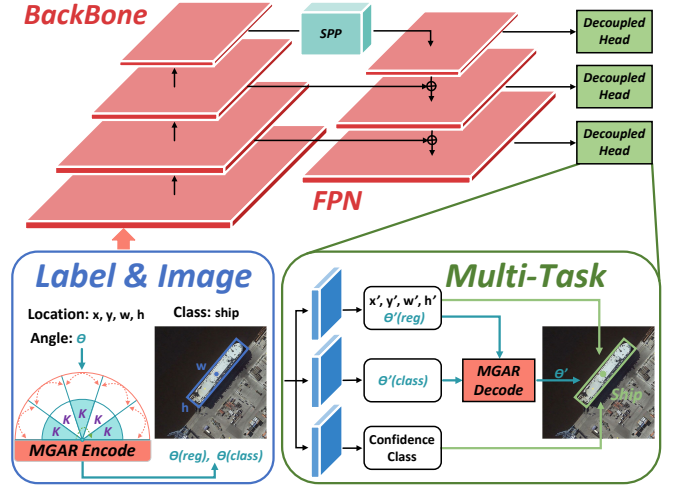 BackBone
SPP
Decoupled
Head
Decoupled
Head
Decoupled
Head
FPN
Label & Image
Location: x, y, w, h
Class: ship
Angle: ϴ
w
h
K
K
K
K
K
MGAR Encode
ϴ(reg), ϴ(class)
Multi-Task
x', y', w', h'
ϴ'(reg)
ϴ'(class)
MGAR
Decode
ϴ'
Ship
Confidence
Class